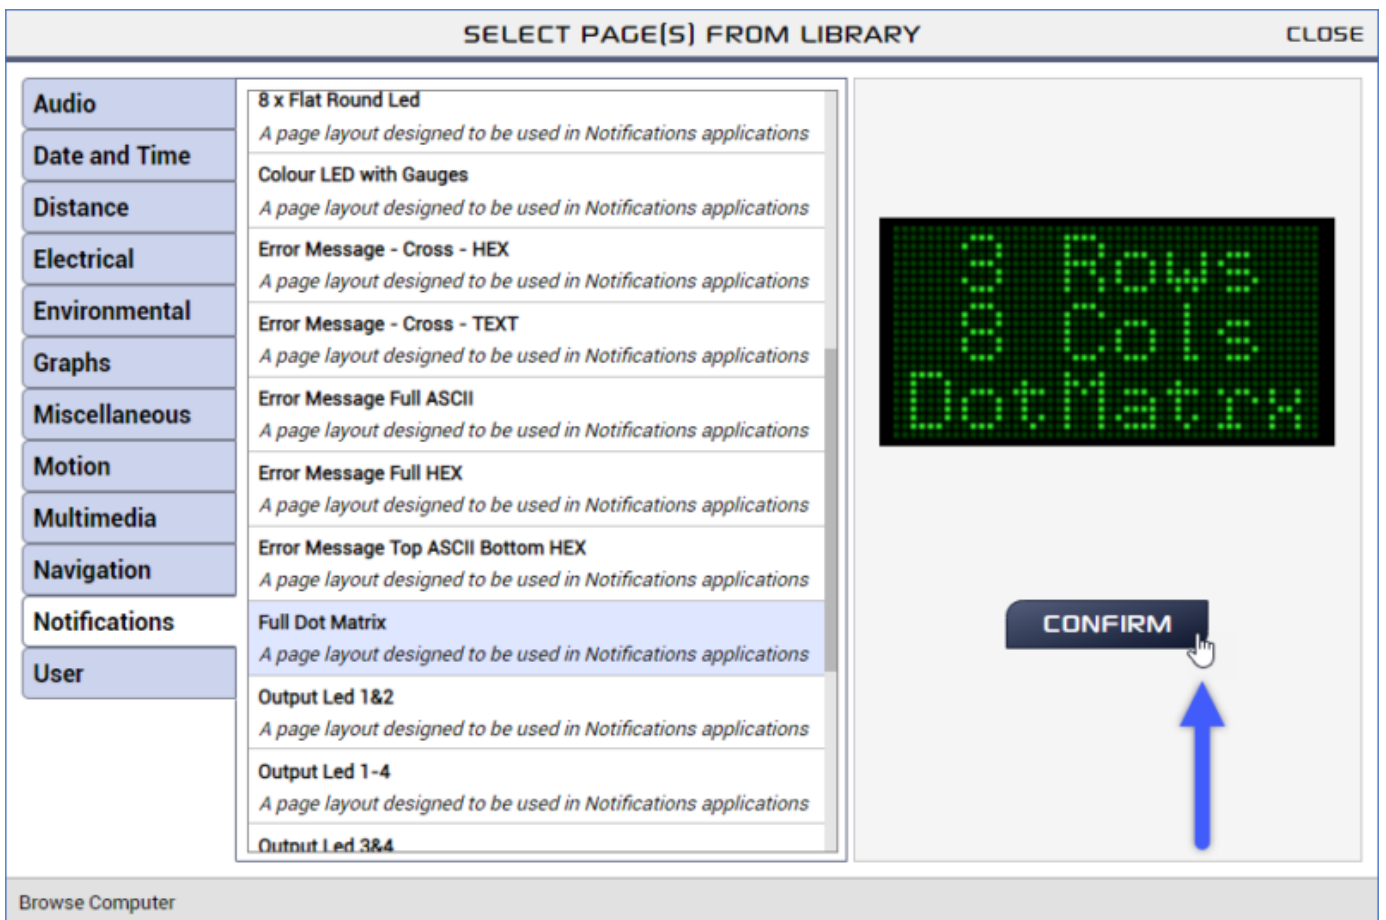 SELECT PAGE(S) FROM LIBRARY
CLOSE
Audio
Date and Time
Distance
Electrical
Environmental
Graphs
Miscellaneous
Motion
Multimedia
Navigation
Notifications
User
8 x Flat Round Led
A page layout designed to be used in Notifications applications
Colour LED with Gauges
A page layout designed to be used in Notifications applications
Error Message - Cross - HEX
A page layout designed to be used in Notifications applications
Error Message - Cross - TEXT
A page layout designed to be used in Notifications applications
Error Message Full ASCII
A page layout designed to be used in Notifications applications
Error Message Full HEX
A page layout designed to be used in Notifications applications
Error Message Top ASCII Bottom HEX
A page layout designed to be used in Notifications applications
Full Dot Matrix
A page layout designed to be used in Notifications applications
Output Led 1&2
A page layout designed to be used in Notifications applications
Output Led 1-4
A page layout designed to be used in Notifications applications
Output Led 3&4
3 Rows
8 Cols
DotMatrx
CONFIRM
Browse Computer